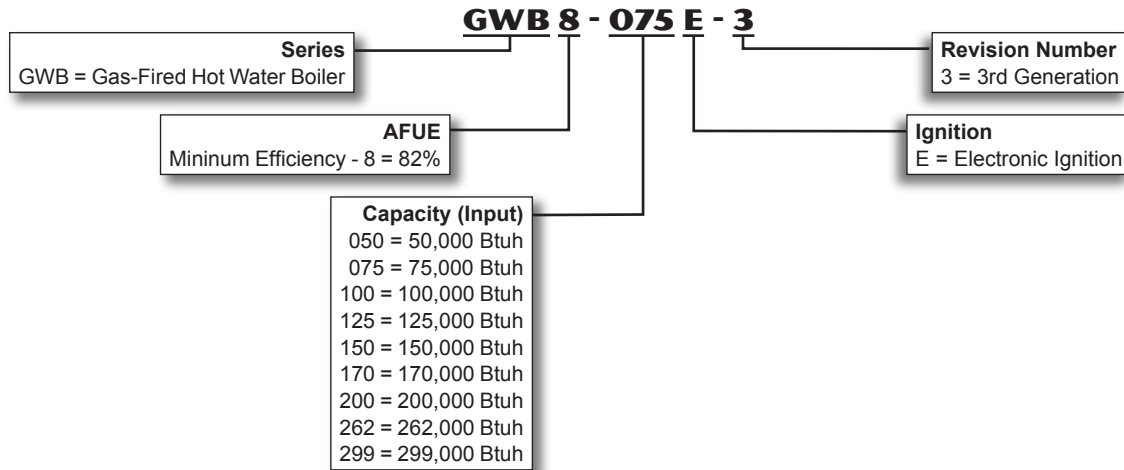 GWB 8 - 075 E - 3
Series
GWB = Gas-Fired Hot Water Boiler
AFUE
Mininum Efficiency - 8 = 82%
Capacity (Input)
050 = 50,000 Btuh
075 = 75,000 Btuh
100 = 100,000 Btuh
125 = 125,000 Btuh
150 = 150,000 Btuh
170 = 170,000 Btuh
200 = 200,000 Btuh
262 = 262,000 Btuh
299 = 299,000 Btuh
Revision Number
3 = 3rd Generation
Ignition
E = Electronic Ignition